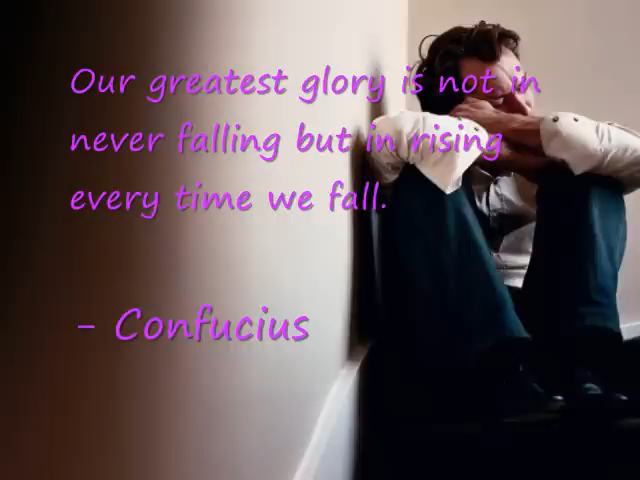 Our greatest glory is not in
never falling but in rising
every time we fall.
- Confucius